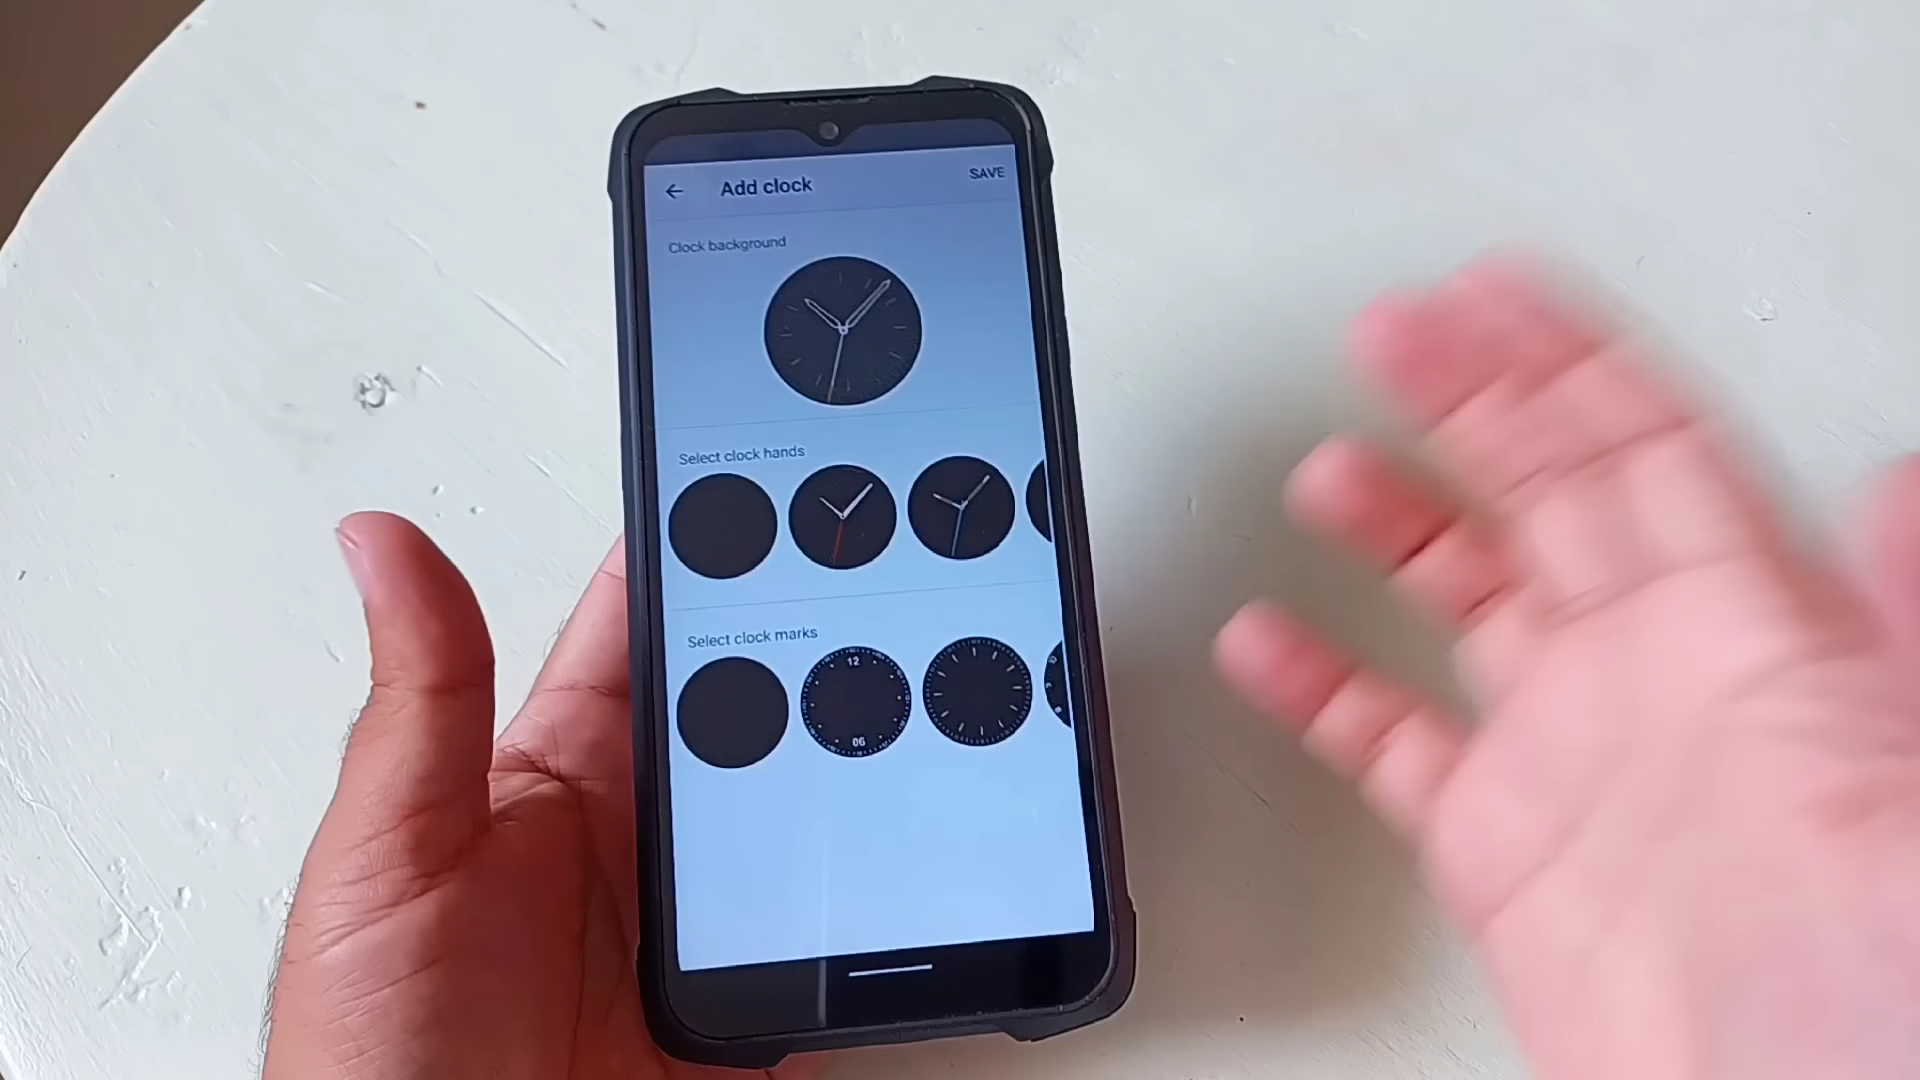 Add clock
SAVE
Clock background
Select clock hands
Select clock marks
12
06